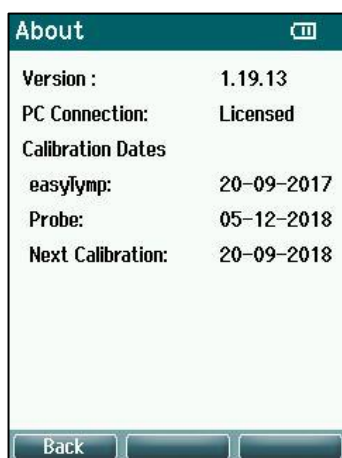 About
Version : 1.19.13
PC Connection: Licensed
Calibration Dates
easyTymp: 20-09-2017
Probe: 05-12-2018
Next Calibration: 20-09-2018
Back